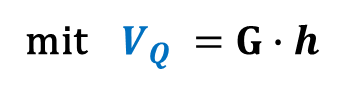 mit V_Q = G · h